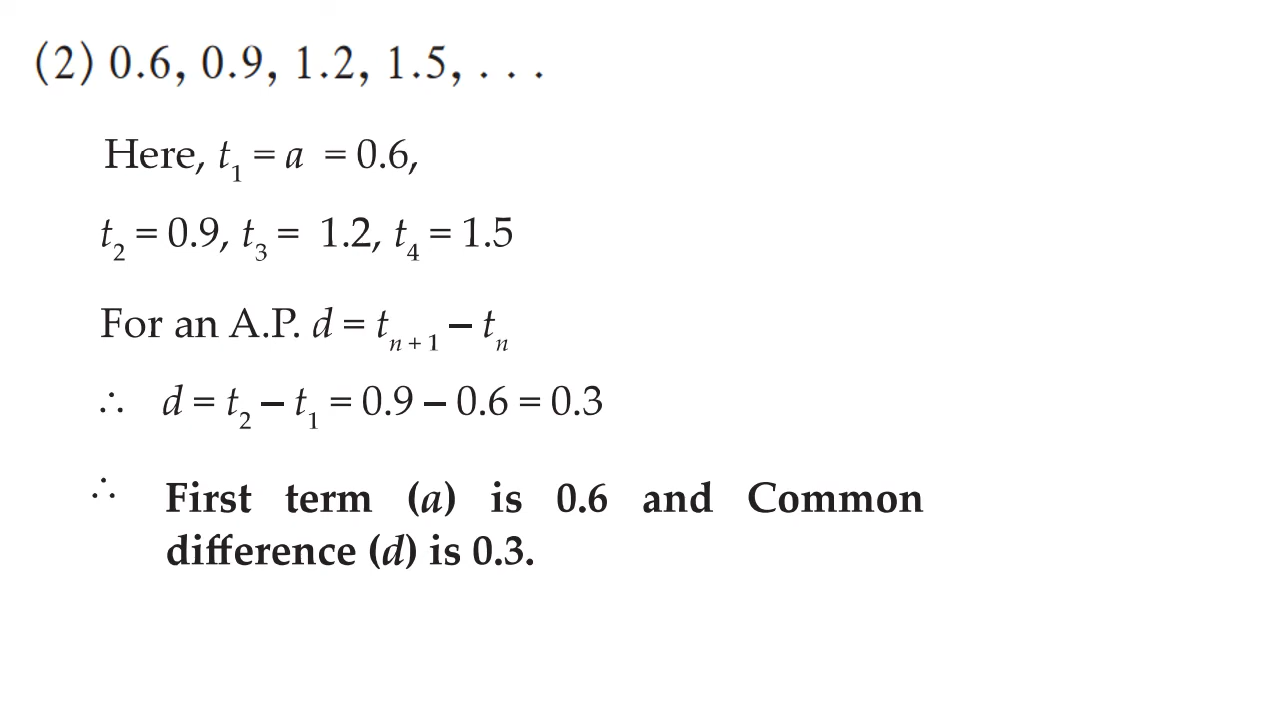 (2) 0.6, 0.9, 1.2, 1.5, . . .
Here, t₁ = a = 0.6,
t₂ = 0.9, t₃ = 1.2, t₄ = 1.5
For an A.P. d = tₙ₊₁ – tₙ
∴ d = t₂ – t₁ = 0.9 – 0.6 = 0.3
∴ First term (a) is 0.6 and Common
difference (d) is 0.3.